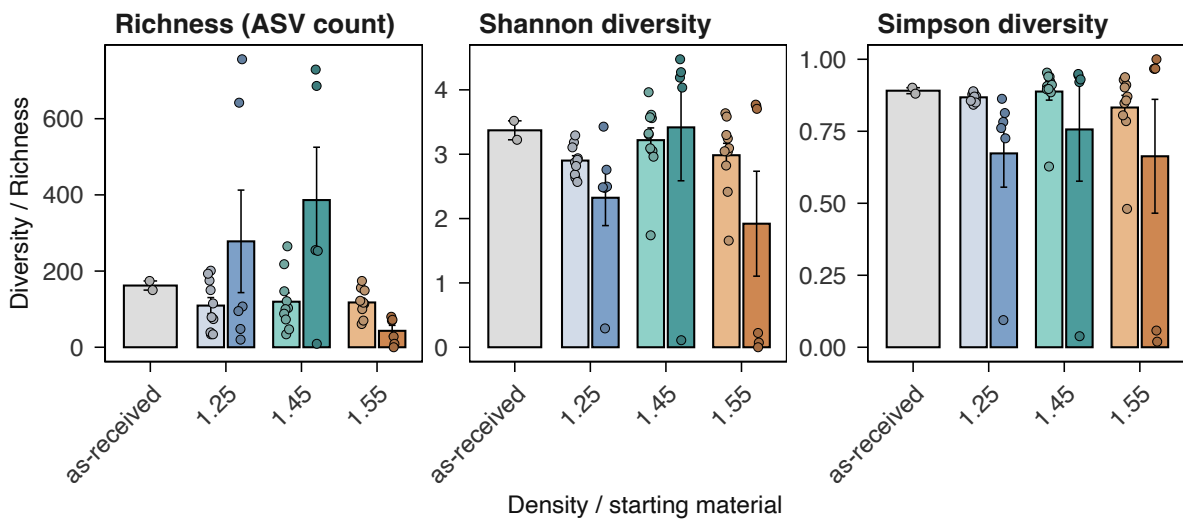 Richness (ASV count)
Shannon diversity
Simpson diversity
Diversity / Richness
600
400
200
0
4
3
2
1
0
1.00
0.75
0.50
0.25
0.00
as-received
1.25
1.45
1.55
as-received
1.25
1.45
1.55
as-received
1.25
1.45
1.55
Density / starting material